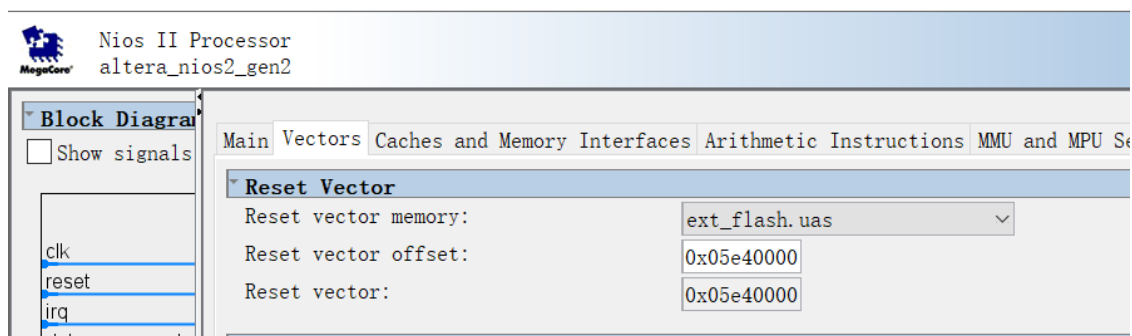 Nios II Processor
MegaCore®
altera_nios2_gen2
Block Diagra
Show signals
Main Vectors Caches and Memory Interfaces Arithmetic Instructions MMU and MPU Se
Reset Vector
Reset vector memory: ext_flash.uas
Reset vector offset: 0x05e40000
Reset vector: 0x05e40000
clk
reset
irq